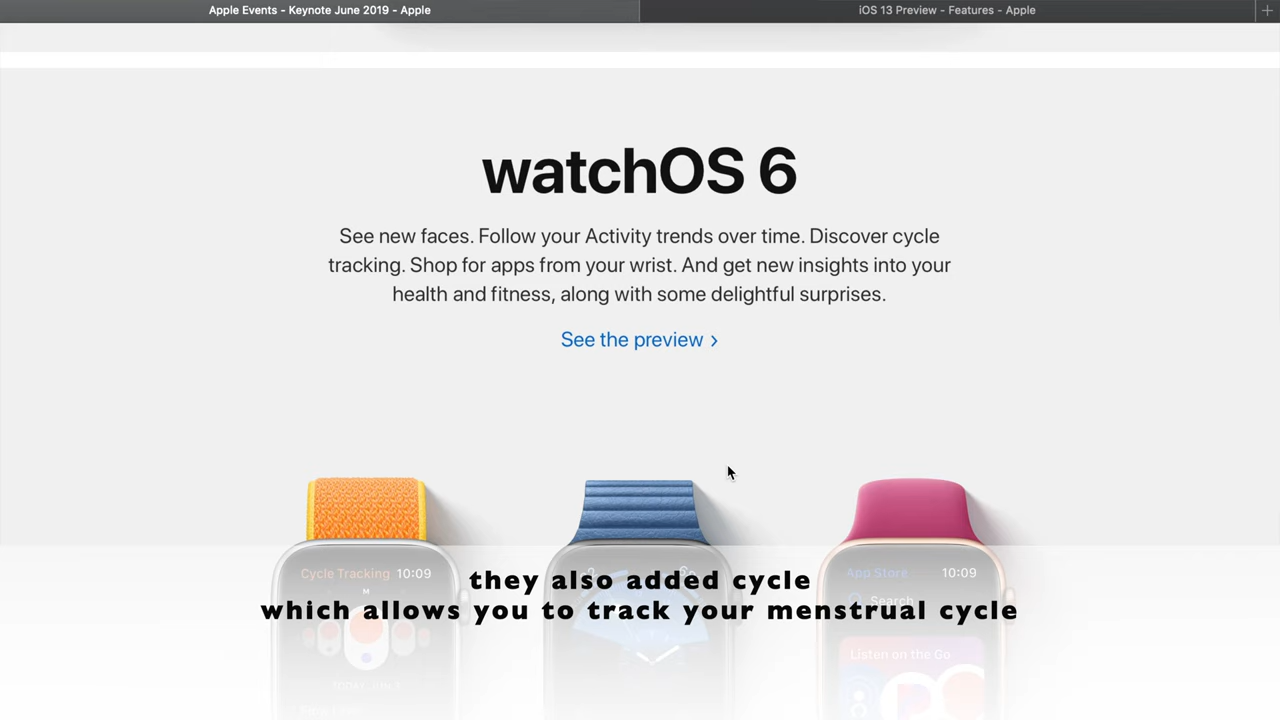 Apple Events - Keynote June 2019 - Apple
iOS 13 Preview - Features - Apple
watchOS 6
See new faces. Follow your Activity trends over time. Discover cycle
tracking. Shop for apps from your wrist. And get new insights into your
health and fitness, along with some delightful surprises.
See the preview >
Cycle Tracking 10:09
M
App Store 10:09
Search
they also added cycle
which allows you to track your menstrual cycle
Listen on the Go